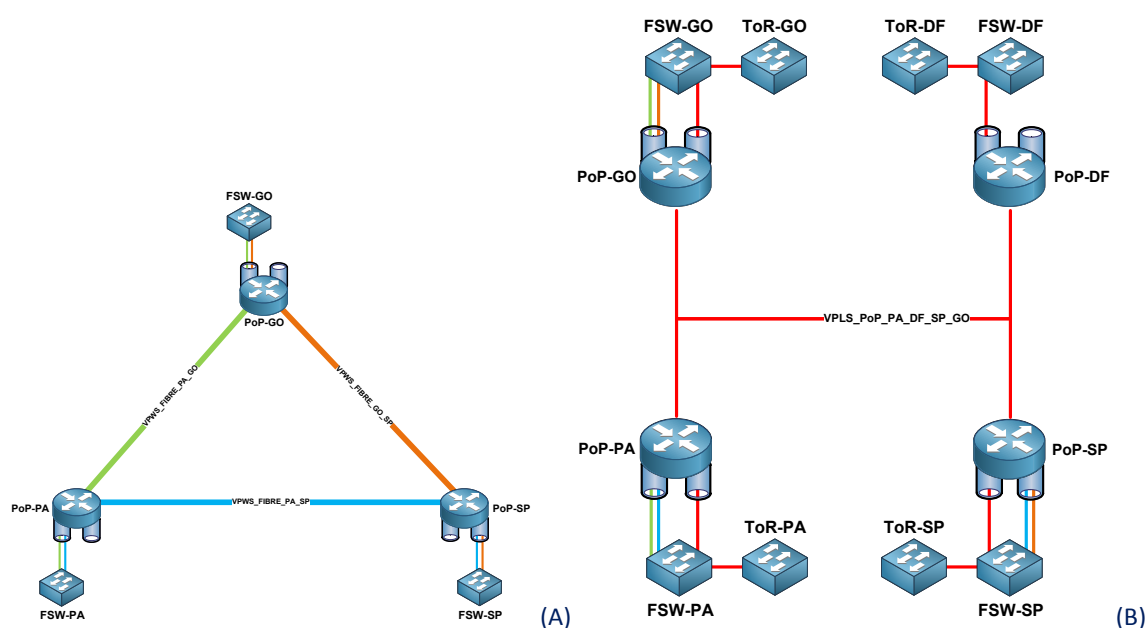 FSW-GO
PoP-GO
VPWS_FIBRE_PA_GO
VPWS_FIBRE_GO_SP
VPWS_FIBRE_PA_SP
PoP-PA
PoP-SP
FSW-PA
FSW-SP
(A)
FSW-GO ToR-GO
ToR-DF FSW-DF
PoP-GO
PoP-DF
VPLS_PoP_PA_DF_SP_GO
PoP-PA
PoP-SP
ToR-PA
ToR-SP
FSW-PA
FSW-SP
(B)